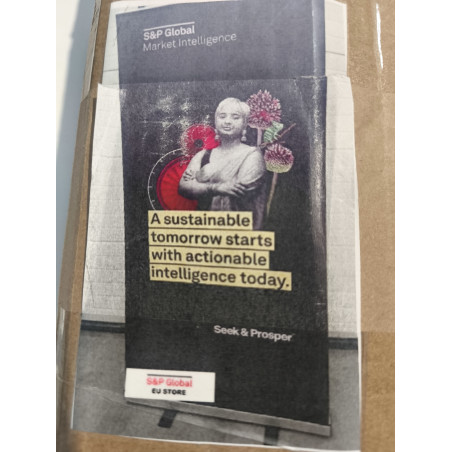 S&P Global
Market Intelligence
A sustainable
tomorrow starts
with actionable
intelligence today.
Seek & Prosper
S&P Global
EU STORE